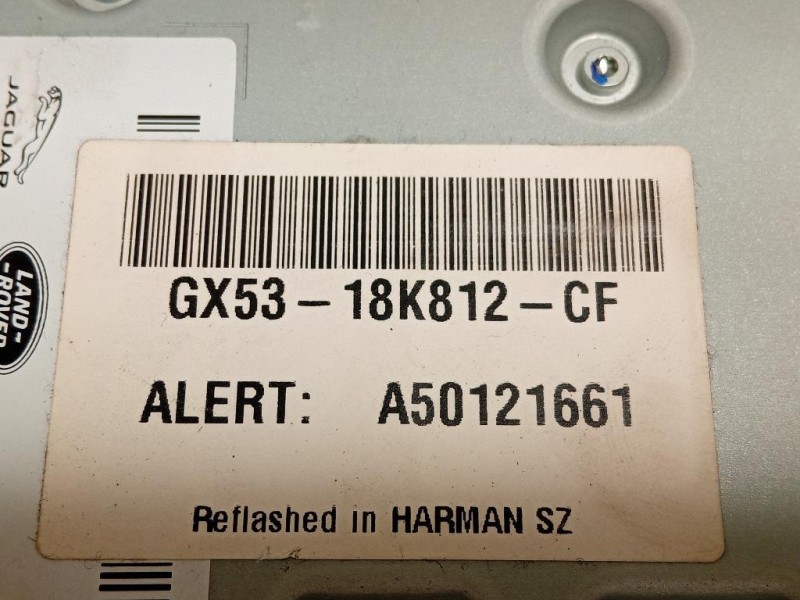 JAGUAR
LAND-
-ROVER
GX53-18K812-CF
ALERT: A50121661
Reflashed in HARMAN SZ